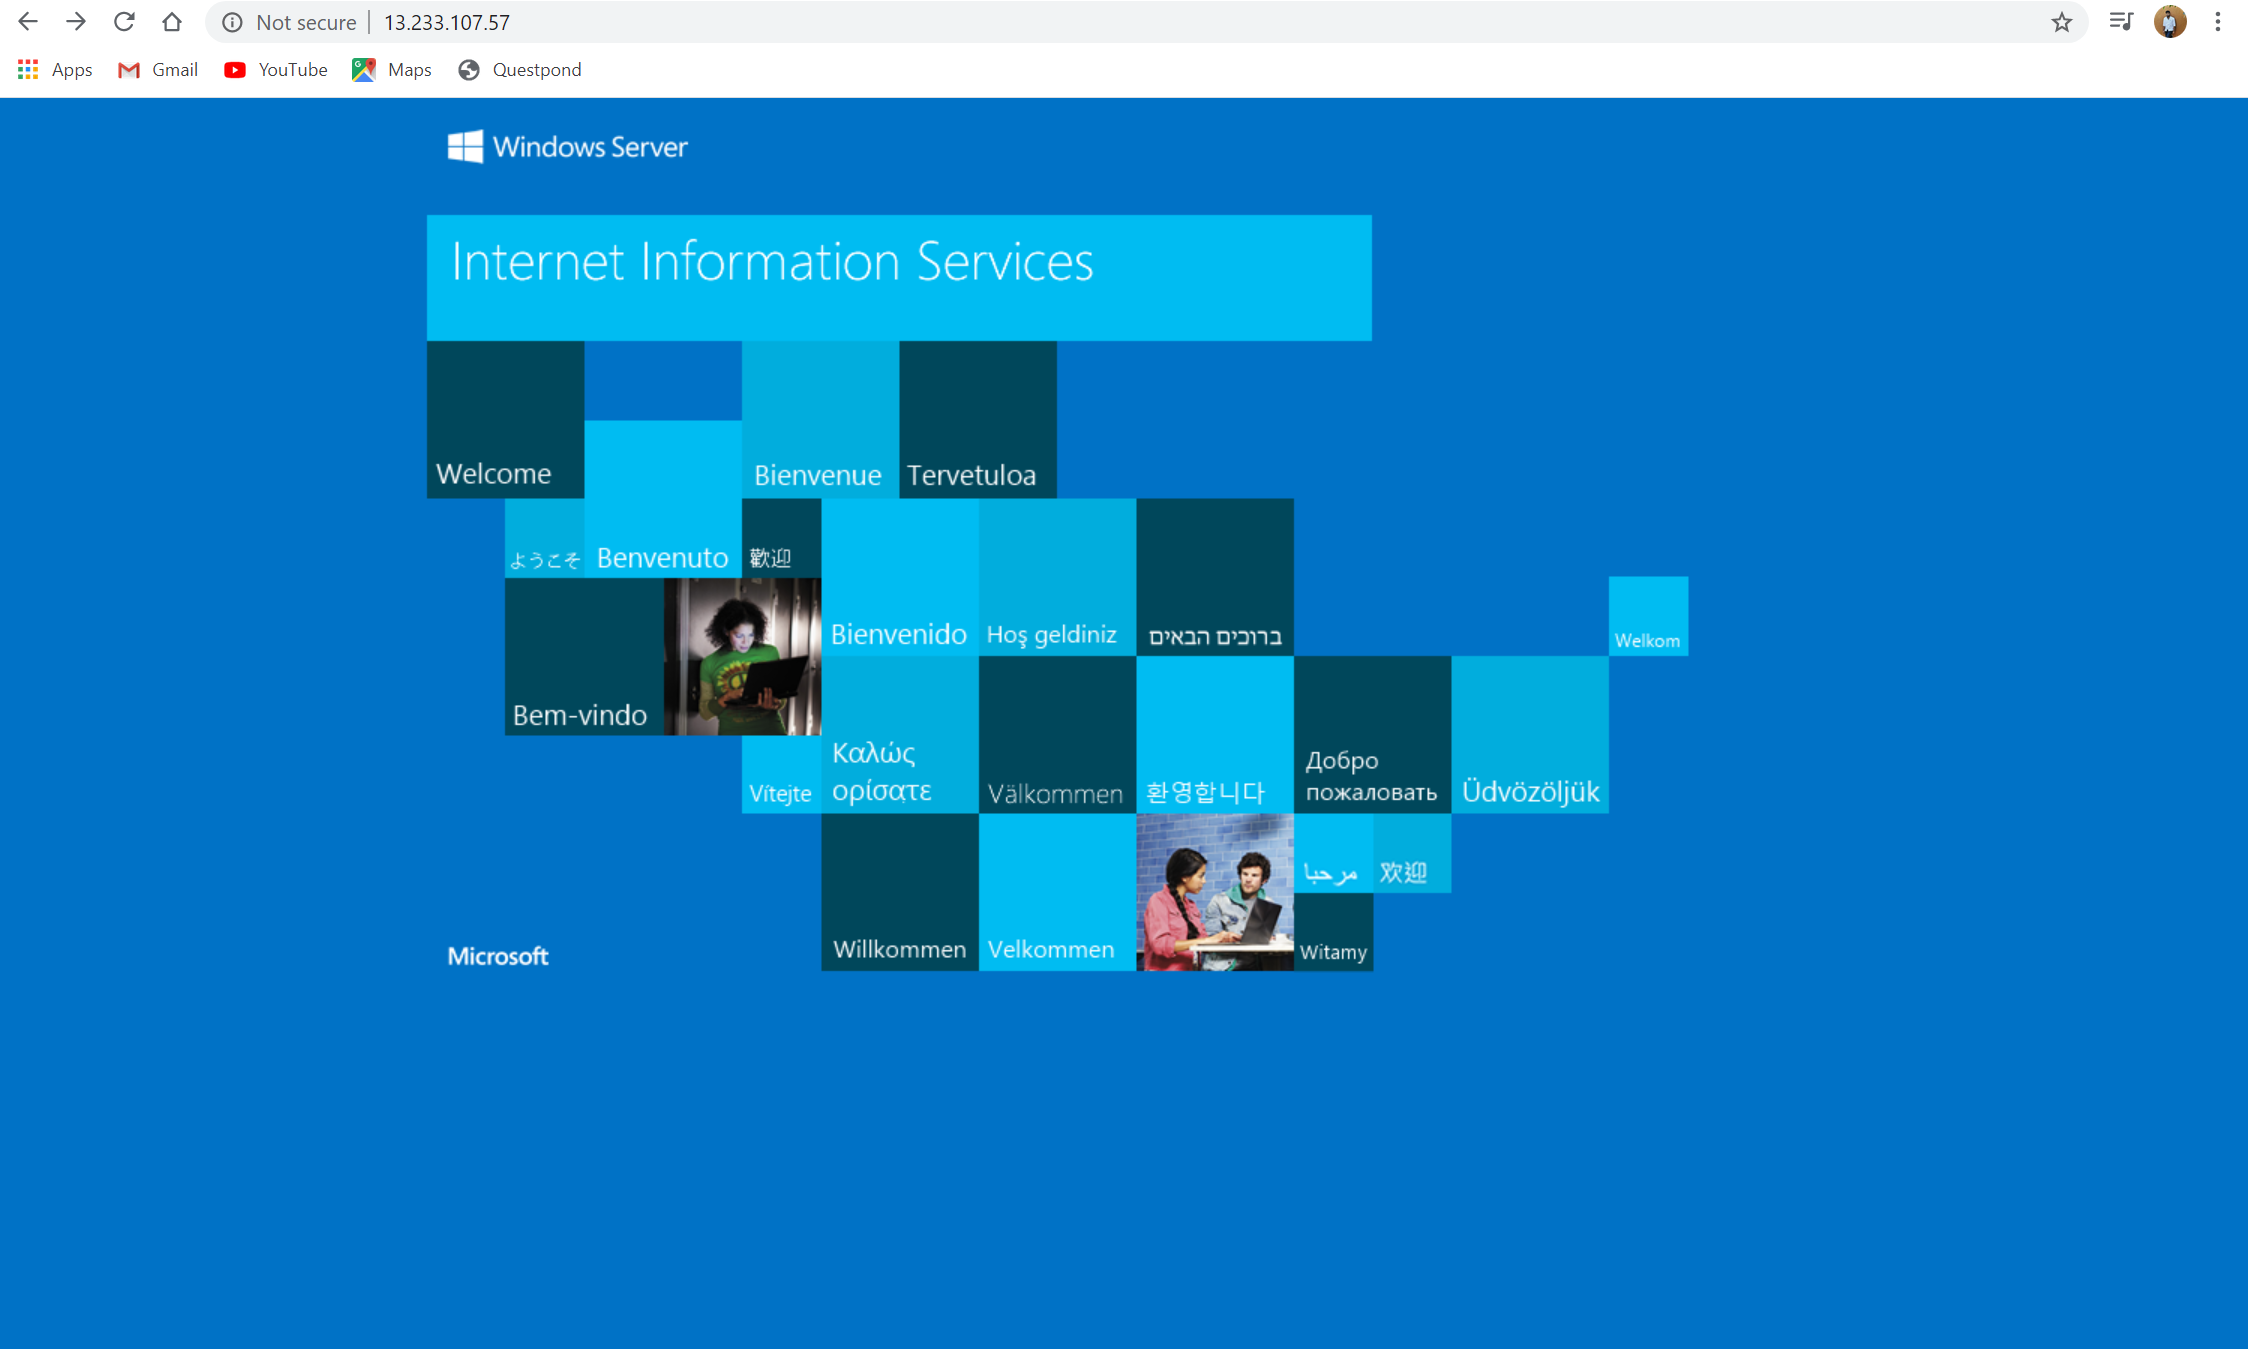 Not secure | 13.233.107.57
Apps Gmail YouTube Maps Questpond
Windows Server
Internet Information Services
Welcome
Bienvenue
Tervetuloa
ようこそ
Benvenuto
歡迎
Bienvenido
Hoş geldiniz
ברוכים הבאים
Welkom
Bem-vindo
Vítejte
Καλώς
ορίσατε
Välkommen
환영합니다
Добро
пожаловать
Üdvözöljük
مرحبا
欢迎
Willkommen
Velkommen
Witamy
Microsoft